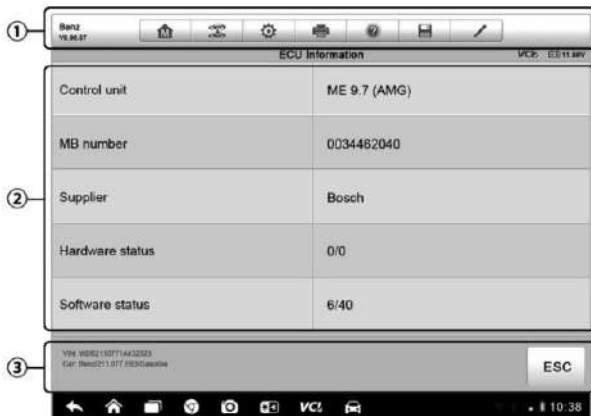 ①
Benz
ECU Information
Control unit
ME 9.7 (AMG)
MB number
0034462040
②
Supplier
Bosch
Hardware status
0/0
Software status
6/40
③
ESC
VCI
10:38